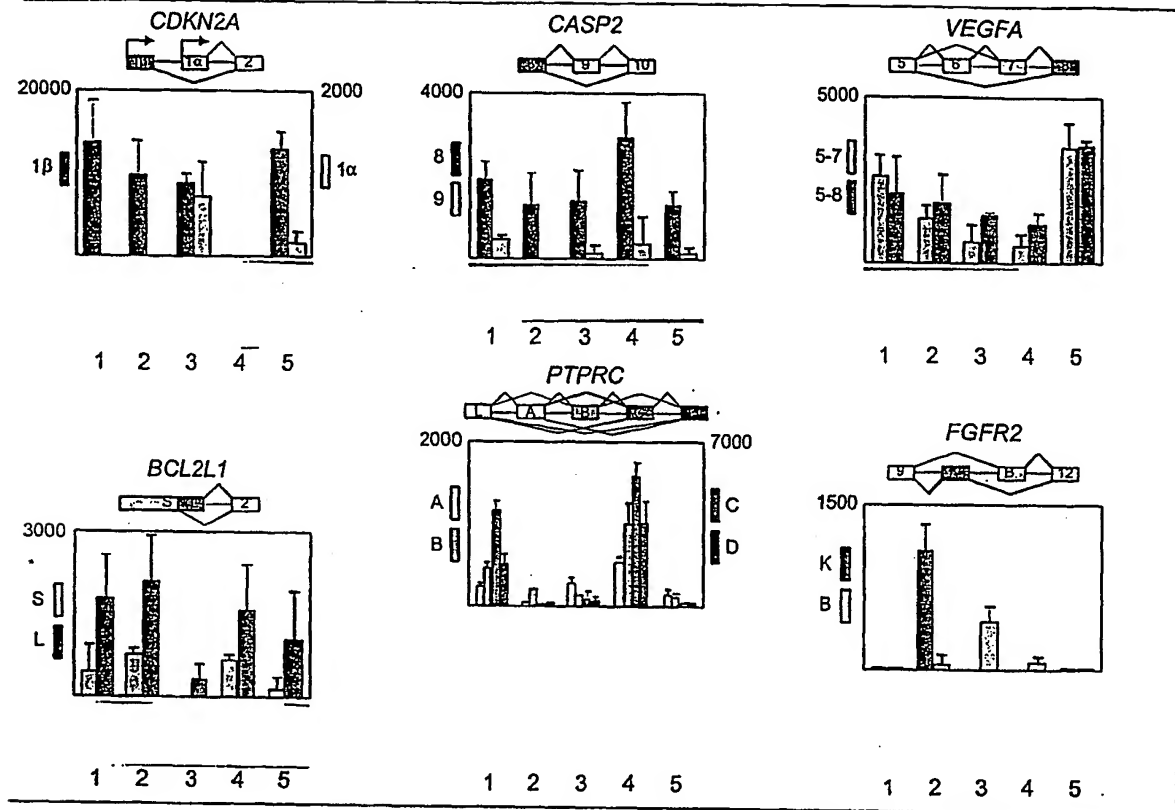 CDKN2A
1α 2
20000 2000
1β 1α
1 2 3 4 5
CASP2
9 10
4000
8
9
1 2 3 4 5
VEGFA
5 6 7
5000
5-7
5-8
1 2 3 4 5
BCL2L1
S 2
3000
S
L
1 2 3 4 5
PTPRC
L A B
2000 7000
A C
B D
1 2 3 4 5
FGFR2
9 B 12
1500
K
B
1 2 3 4 5